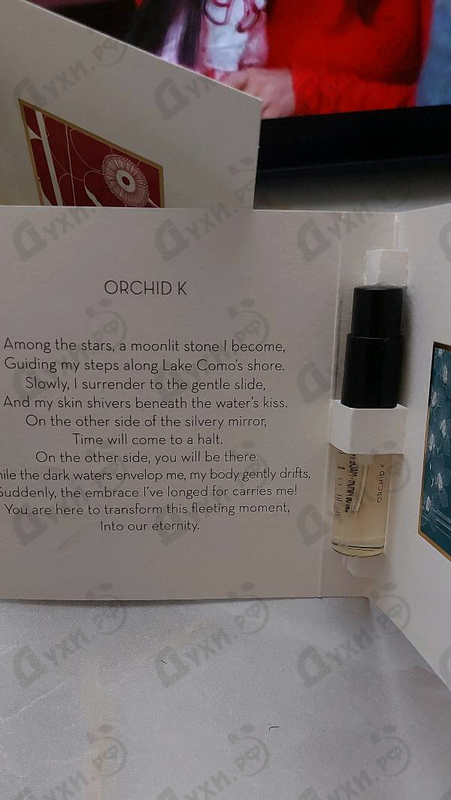 ORCHID K
Among the stars, a moonlit stone I become,
Guiding my steps along Lake Como's shore.
Slowly, I surrender to the gentle slide,
And my skin shivers beneath the water's kiss.
On the other side of the silvery mirror,
Time will come to a halt.
On the other side, you will be there.
the dark waters envelop me, my body gently drifts,
Suddenly, the embrace I've longed for carries me!
You are here to transform this fleeting moment,
Into our eternity.
ORCHID K
Духи.РФ